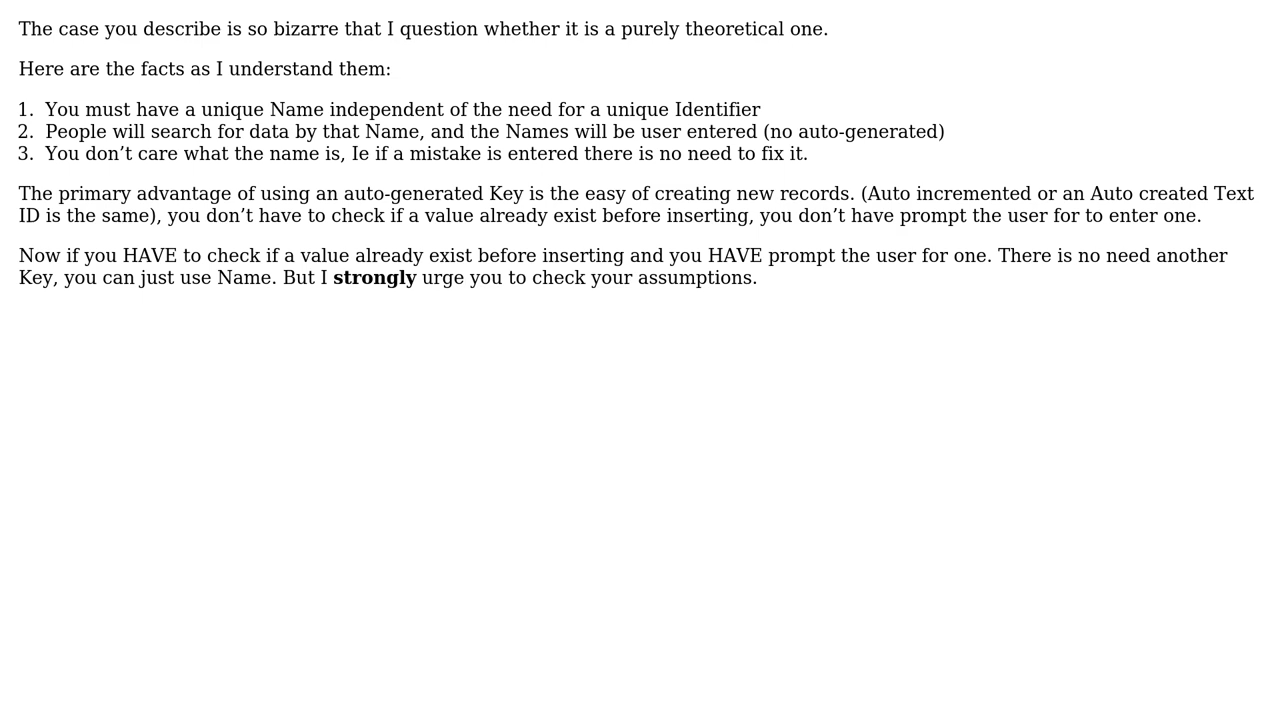 The case you describe is so bizarre that I question whether it is a purely theoretical one.
Here are the facts as I understand them:
1. You must have a unique Name independent of the need for a unique Identifier
2. People will search for data by that Name, and the Names will be user entered (no auto-generated)
3. You don’t care what the name is, Ie if a mistake is entered there is no need to fix it.
The primary advantage of using an auto-generated Key is the easy of creating new records. (Auto incremented or an Auto created Text
ID is the same), you don’t have to check if a value already exist before inserting, you don’t have prompt the user for to enter one.
Now if you HAVE to check if a value already exist before inserting and you HAVE prompt the user for one. There is no need another
Key, you can just use Name. But I strongly urge you to check your assumptions.